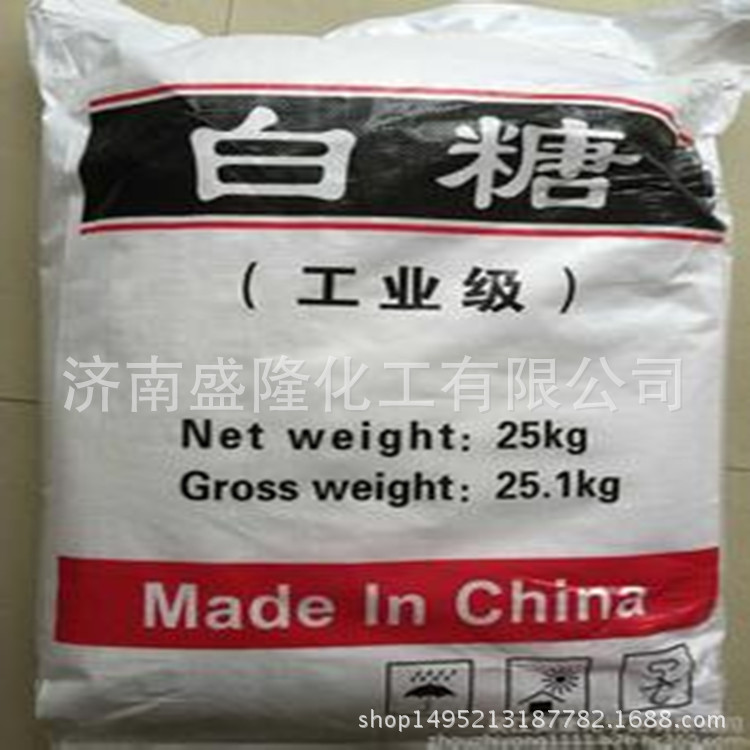 白糖
（工业级）
济南盛隆化工有限公司
Net weight: 25kg
Gross weight: 25.1kg
Made In China
shop1495213187782.1688.com